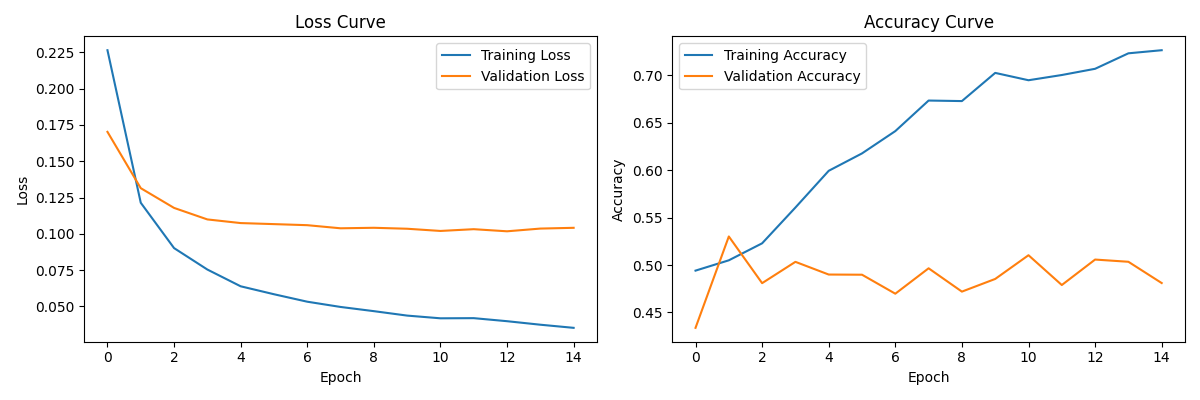 Loss Curve
0.225
0.200
0.175
0.150
0.125
0.100
0.075
0.050
Loss
Training Loss
Validation Loss
0 2 4 6 8 10 12 14
Epoch
Accuracy Curve
Training Accuracy
Validation Accuracy
0.70
0.65
0.60
0.55
0.50
0.45
Accuracy
0 2 4 6 8 10 12 14
Epoch